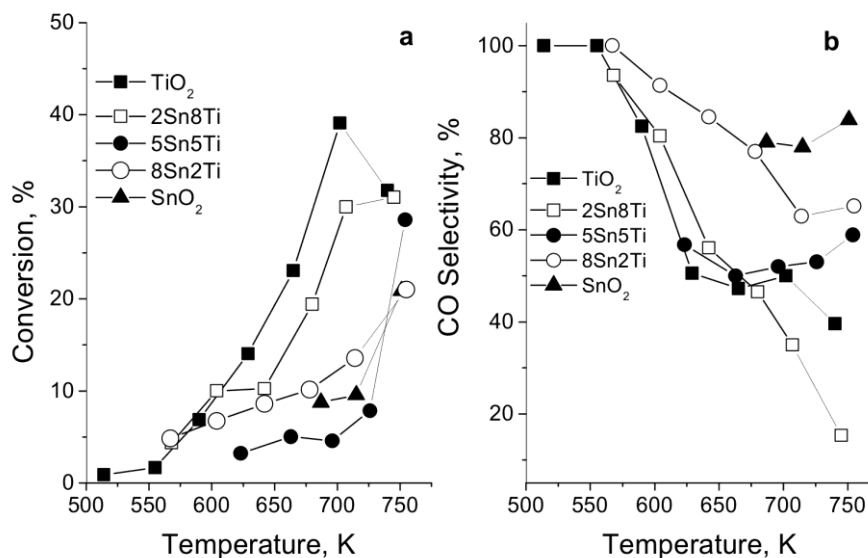 a
Conversion, %
50
40
30
20
10
0
TiO2
2Sn8Ti
5Sn5Ti
8Sn2Ti
SnO2
500 550 600 650 700 750
Temperature, K
b
CO Selectivity, %
100
80
60
40
20
TiO2
2Sn8Ti
5Sn5Ti
8Sn2Ti
SnO2
500 550 600 650 700 750
Temperature, K